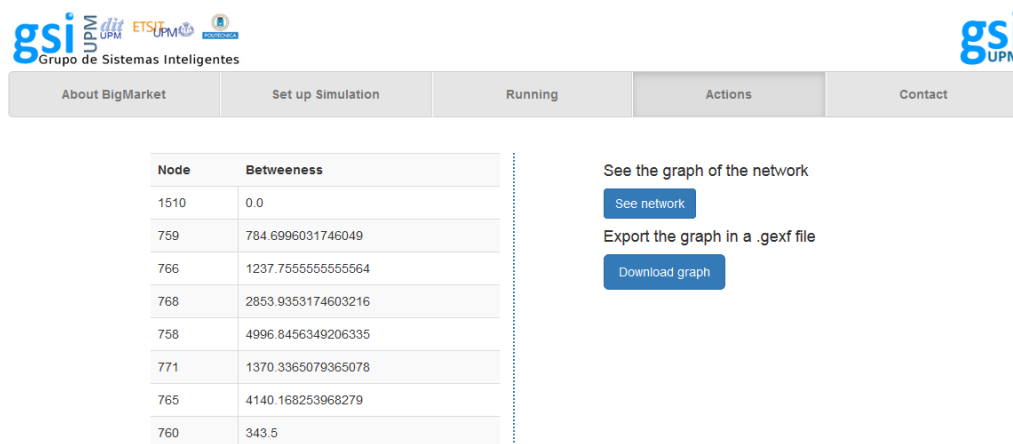 gsi UPM dit UPM ETSIT UPM POLITÉCNICA
Grupo de Sistemas Inteligentes
gsi
UPM
About BigMarket Set up Simulation Running Actions Contact
Node Betweeness
1510 0.0
759 784.6996031746049
766 1237.7555555555564
768 2853.9353174603216
758 4996.8456349206335
771 1370.3365079365078
765 4140.168253968279
760 343.5
See the graph of the network
See network
Export the graph in a .gexf file
Download graph